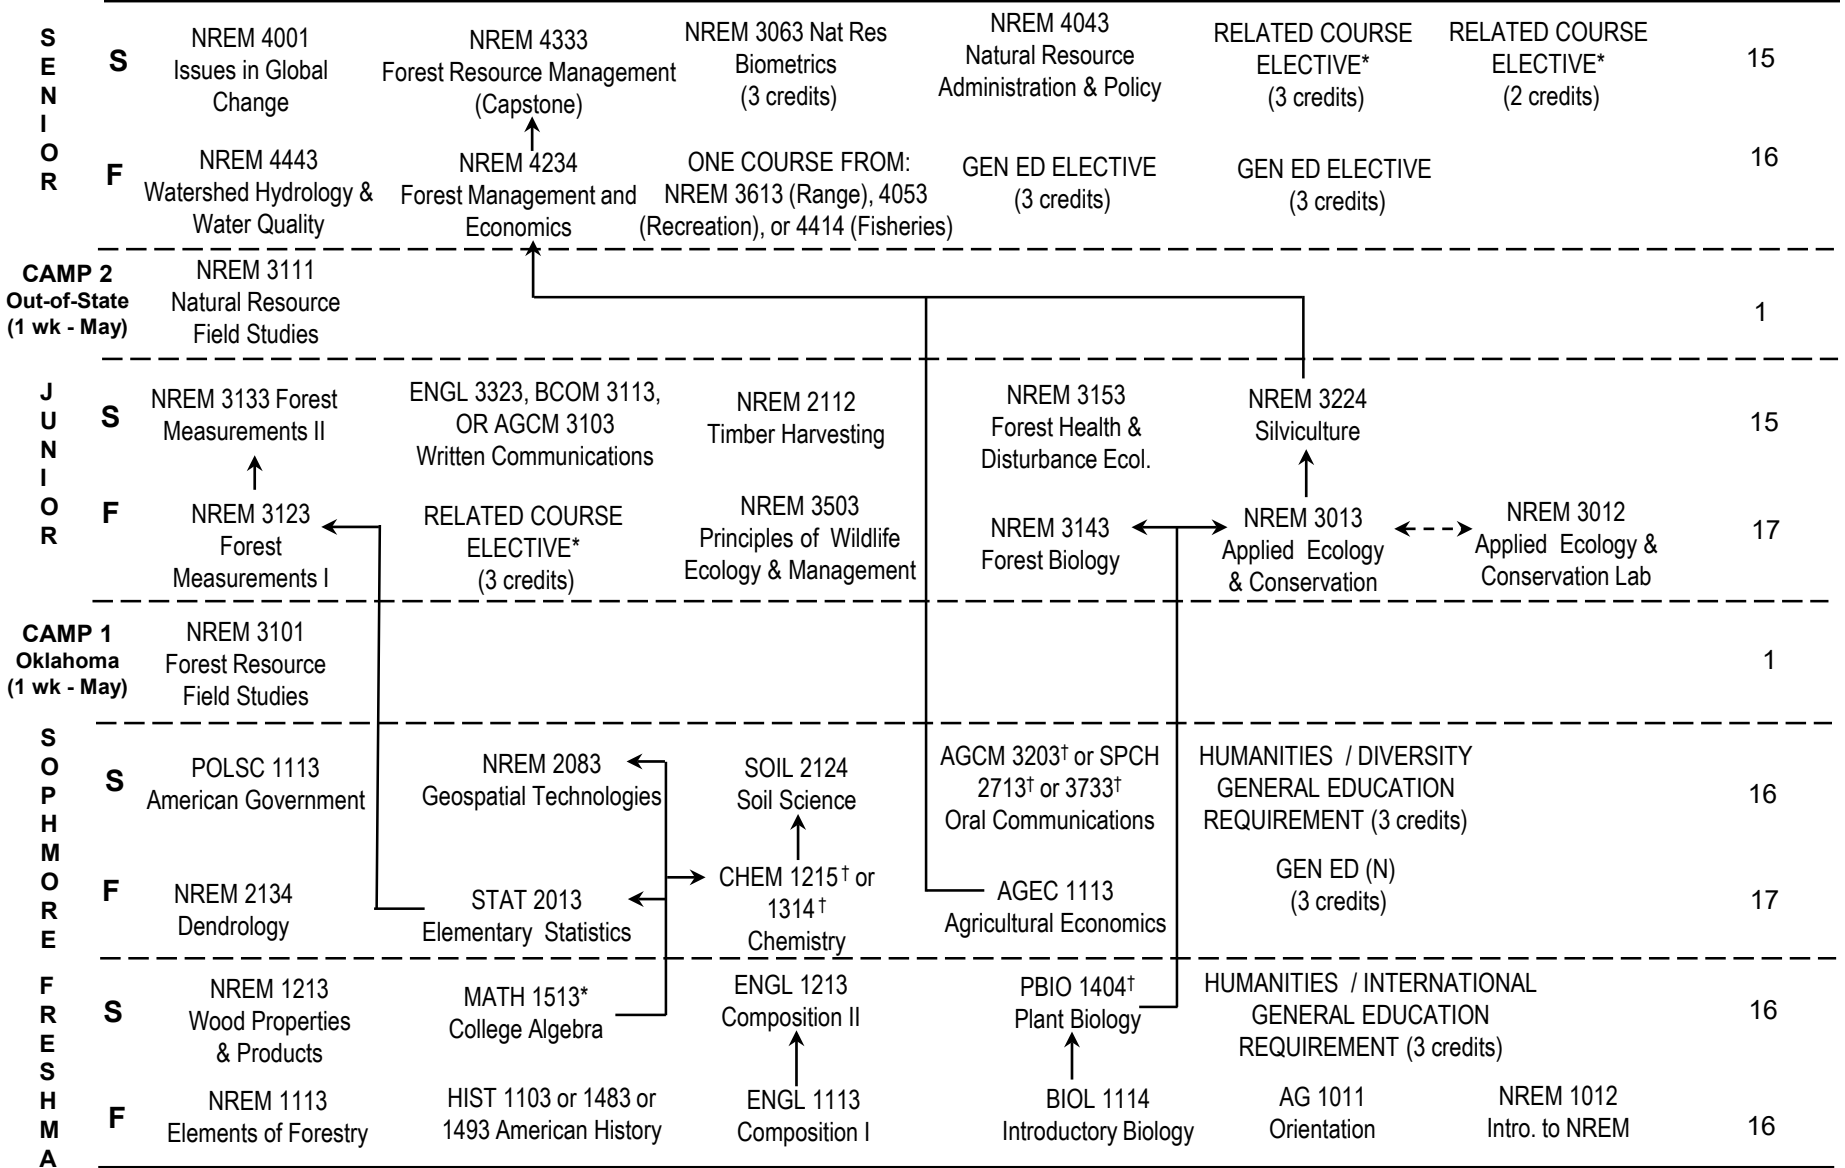 SENIOR
S
NREM 4001
Issues in Global
Change
NREM 4333
Forest Resource Management
(Capstone)
NREM 3063 Nat Res
Biometrics
(3 credits)
NREM 4043
Natural Resource
Administration & Policy
RELATED COURSE
ELECTIVE*
(3 credits)
RELATED COURSE
ELECTIVE*
(2 credits)
15
F
NREM 4443
Watershed Hydrology &
Water Quality
NREM 4234
Forest Management and
Economics
ONE COURSE FROM:
NREM 3613 (Range), 4053
(Recreation), or 4414 (Fisheries)
GEN ED ELECTIVE
(3 credits)
GEN ED ELECTIVE
(3 credits)
16
CAMP 2
Out-of-State
(1 wk - May)
NREM 3111
Natural Resource
Field Studies
1
JUNIOR
S
NREM 3133 Forest
Measurements II
ENGL 3323, BCOM 3113,
OR AGCM 3103
Written Communications
NREM 2112
Timber Harvesting
NREM 3153
Forest Health &
Disturbance Ecol.
NREM 3224
Silviculture
15
F
NREM 3123
Forest
Measurements I
RELATED COURSE
ELECTIVE*
(3 credits)
NREM 3503
Principles of Wildlife
Ecology & Management
NREM 3143
Forest Biology
NREM 3013
Applied Ecology
& Conservation
NREM 3012
Applied Ecology &
Conservation Lab
17
CAMP 1
Oklahoma
(1 wk - May)
NREM 3101
Forest Resource
Field Studies
1
SOPHMORE
S
POLSC 1113
American Government
NREM 2083
Geospatial Technologies
SOIL 2124
Soil Science
AGCM 3203† or SPCH
2713† or 3733†
Oral Communications
HUMANITIES / DIVERSITY
GENERAL EDUCATION
REQUIREMENT (3 credits)
16
F
NREM 2134
Dendrology
STAT 2013
Elementary Statistics
CHEM 1215† or
1314†
Chemistry
AGEC 1113
Agricultural Economics
GEN ED (N)
(3 credits)
17
FRESHMA
S
NREM 1213
Wood Properties
& Products
MATH 1513*
College Algebra
ENGL 1213
Composition II
PBIO 1404†
Plant Biology
HUMANITIES / INTERNATIONAL
GENERAL EDUCATION
REQUIREMENT (3 credits)
16
F
NREM 1113
Elements of Forestry
HIST 1103 or 1483 or
1493 American History
ENGL 1113
Composition I
BIOL 1114
Introductory Biology
AG 1011
Orientation
NREM 1012
Intro. to NREM
16